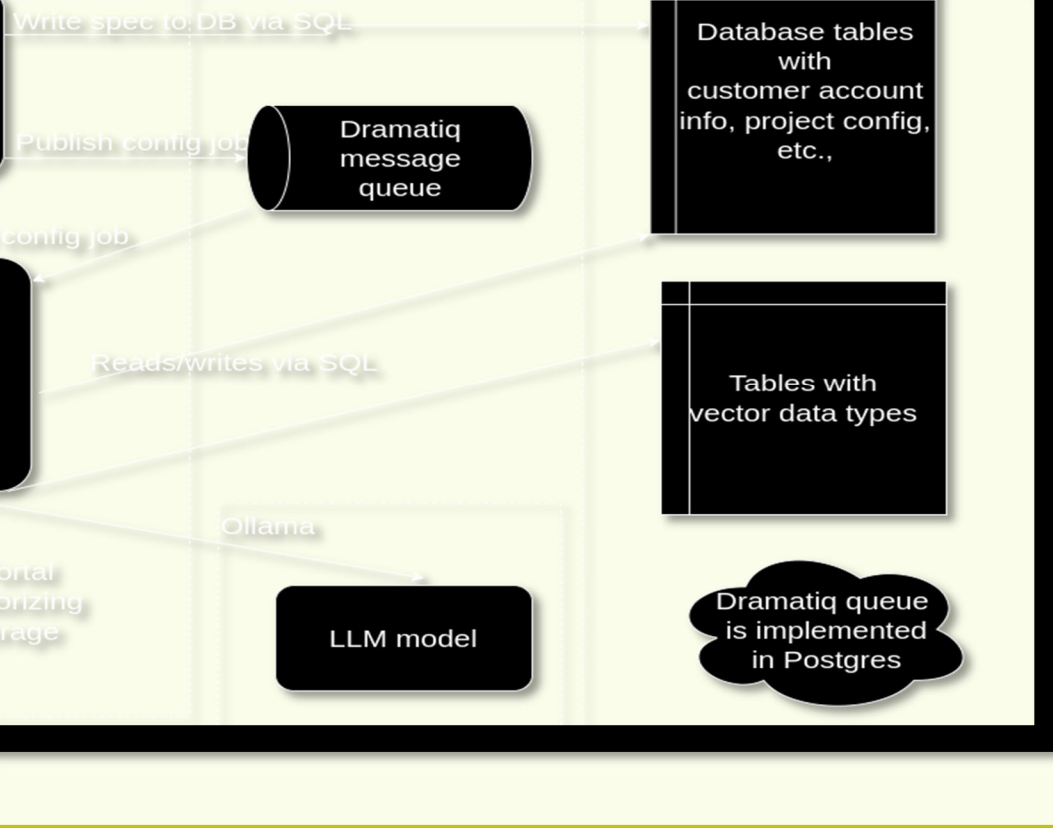 Write spec to DB via SQL
Database tables
with
customer account
info, project config,
etc.,
Publish config job
Dramatiq
message
queue
config job
Reads/writes via SQL
Tables with
vector data types
Ollama
LLM model
Dramatiq queue
is implemented
in Postgres